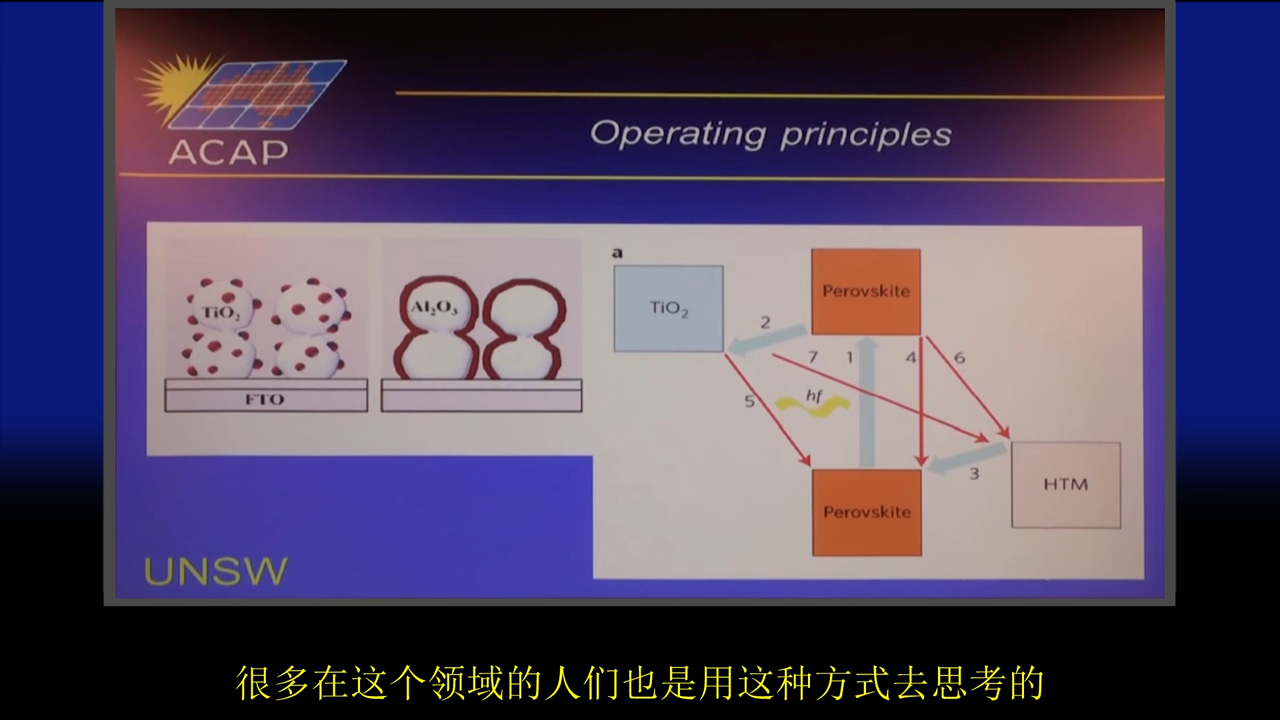 ACAP
Operating principles
TiO₂
FTO
Al₂O₃
a
TiO₂
Perovskite
2
7
1
4
6
5
hf
3
HTM
Perovskite
UNSW
很多在这个领域的人们也是用这种方式去思考的